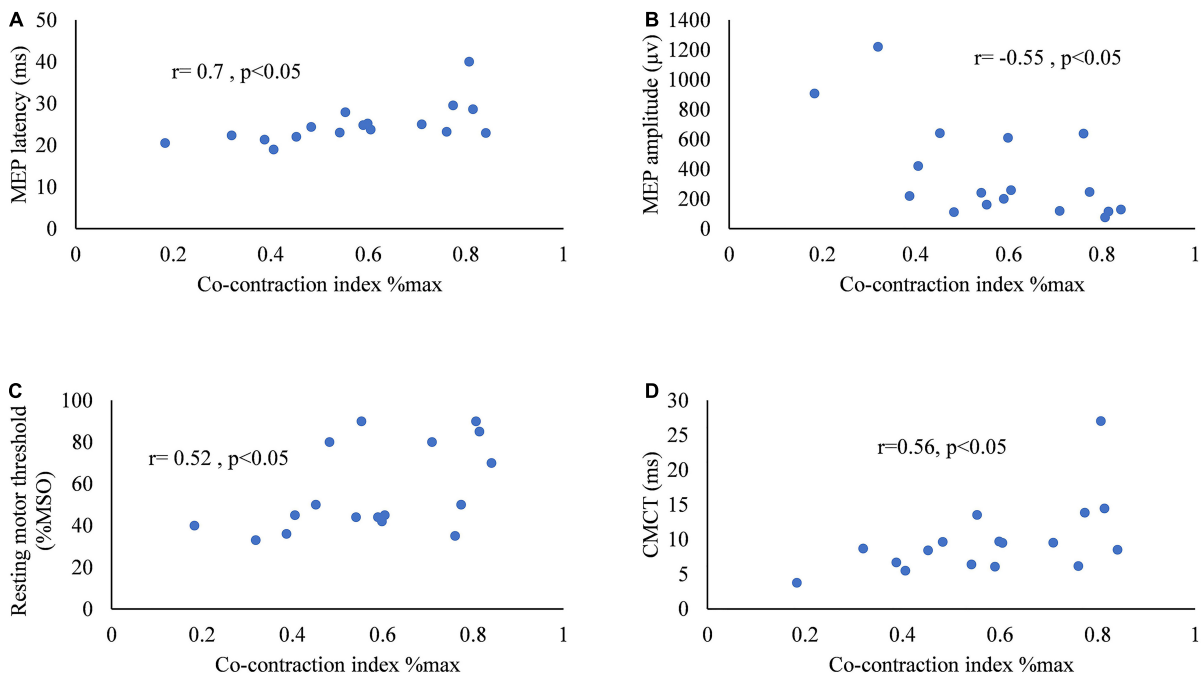 A
MEP latency (ms)
50
40
30
20
10
0
r= 0.7 , p<0.05
0 0.2 0.4 0.6 0.8 1
Co-contraction index %max
B
MEP amplitude (μv)
1400
1200
1000
800
600
400
200
0
r= -0.55 , p<0.05
0 0.2 0.4 0.6 0.8 1
Co-contraction index %max
C
Resting motor threshold
(%MSO)
100
80
60
40
20
0
r= 0.52 , p<0.05
0 0.2 0.4 0.6 0.8 1
Co-contraction index %max
D
CMCT (ms)
30
25
20
15
10
5
0
r=0.56, p<0.05
0 0.2 0.4 0.6 0.8 1
Co-contraction index %max